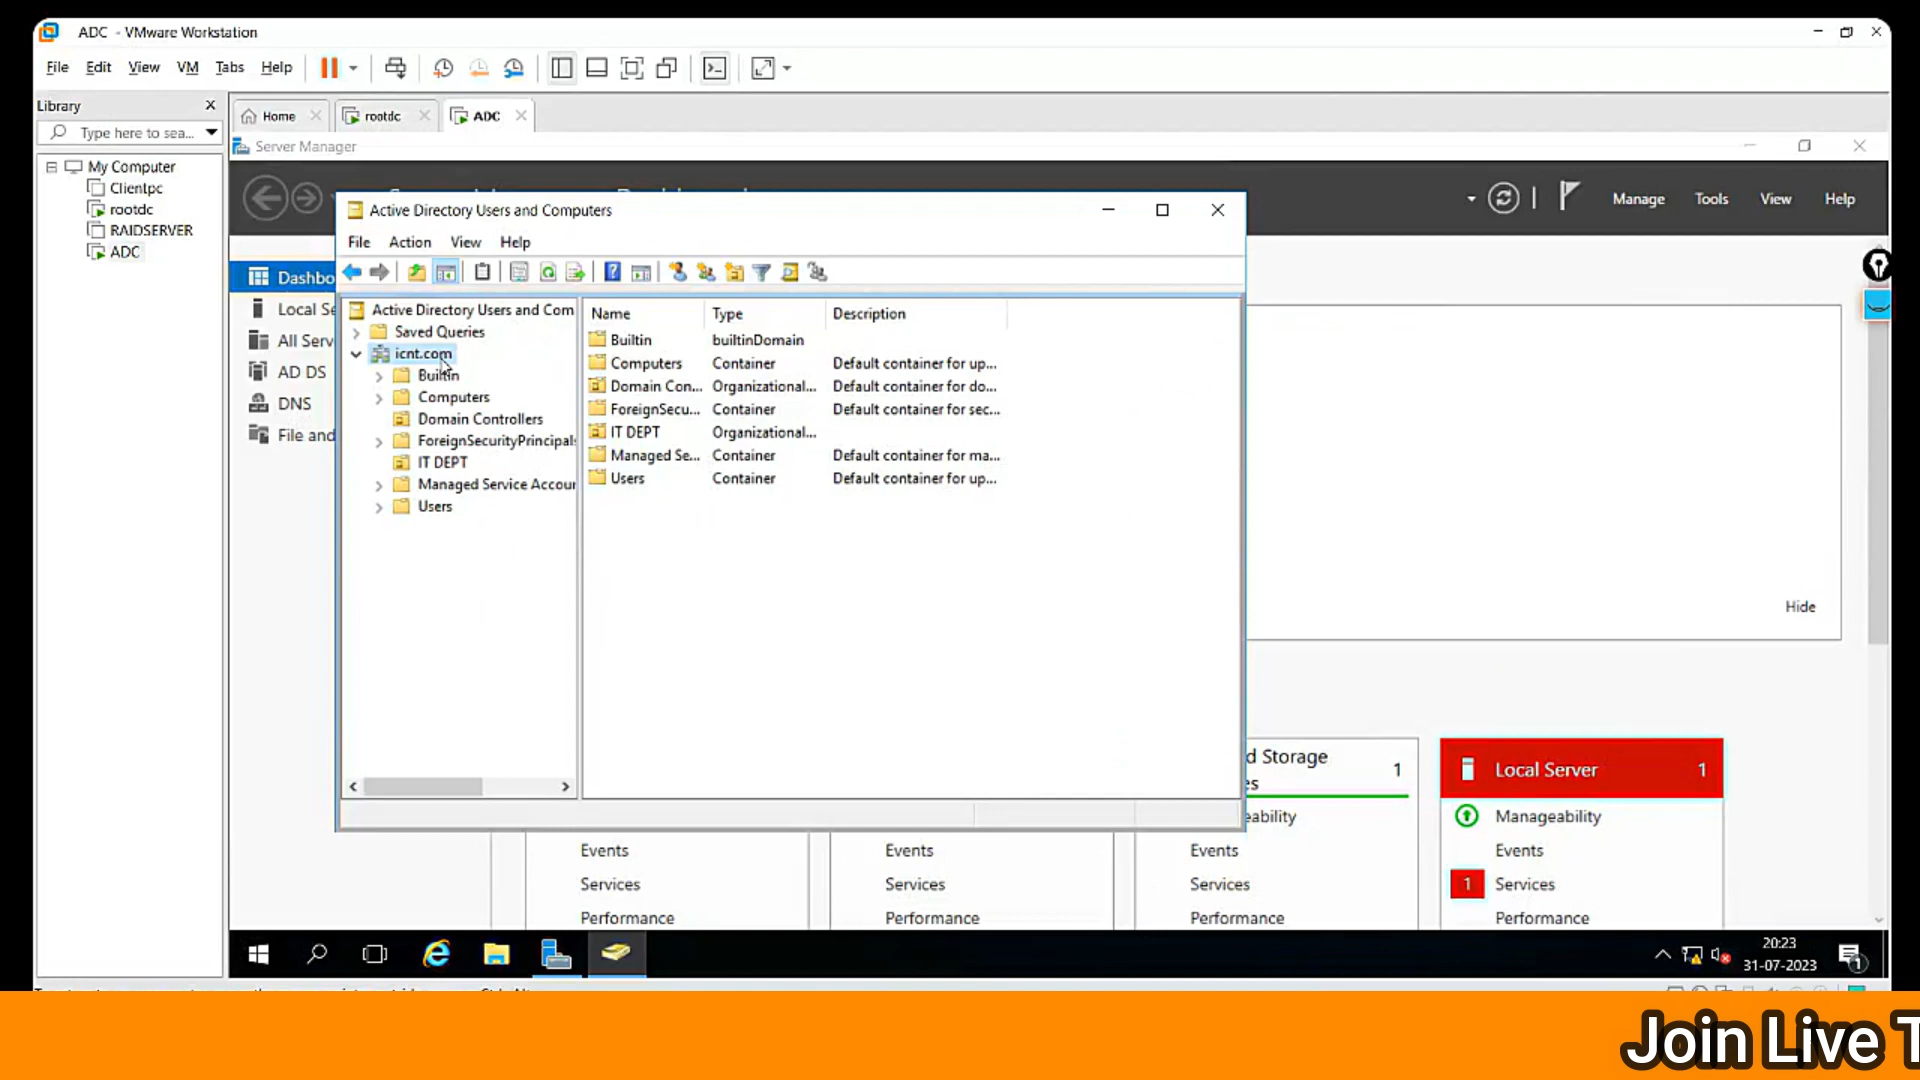 ADC - VMware Workstation
File Edit View VM Tabs Help
Library
Type here to sea...
My Computer
Clientpc
rootdc
RAIDSERVER
ADC
Home rootdc ADC
Server Manager
Manage Tools View Help
Dashbo
Local Se
All Serv
AD DS
DNS
File and
Active Directory Users and Computers
File Action View Help
Active Directory Users and Com
Saved Queries
icnt.com
Builtin
Computers
Domain Controllers
ForeignSecurityPrincipals
IT DEPT
Managed Service Accour
Users
Name Type Description
Builtin builtinDomain
Computers Container Default container for up...
Domain Con... Organizational... Default container for do...
ForeignSecu... Container Default container for sec...
IT DEPT Organizational...
Managed Se... Container Default container for ma...
Users Container Default container for up...
Hide
d Storage 1
es
eability
Events Events Events
Services Services Services
Performance Performance Performance
Local Server 1
Manageability
Events
1 Services
Performance
20:23
31-07-2023
1
Join Live T